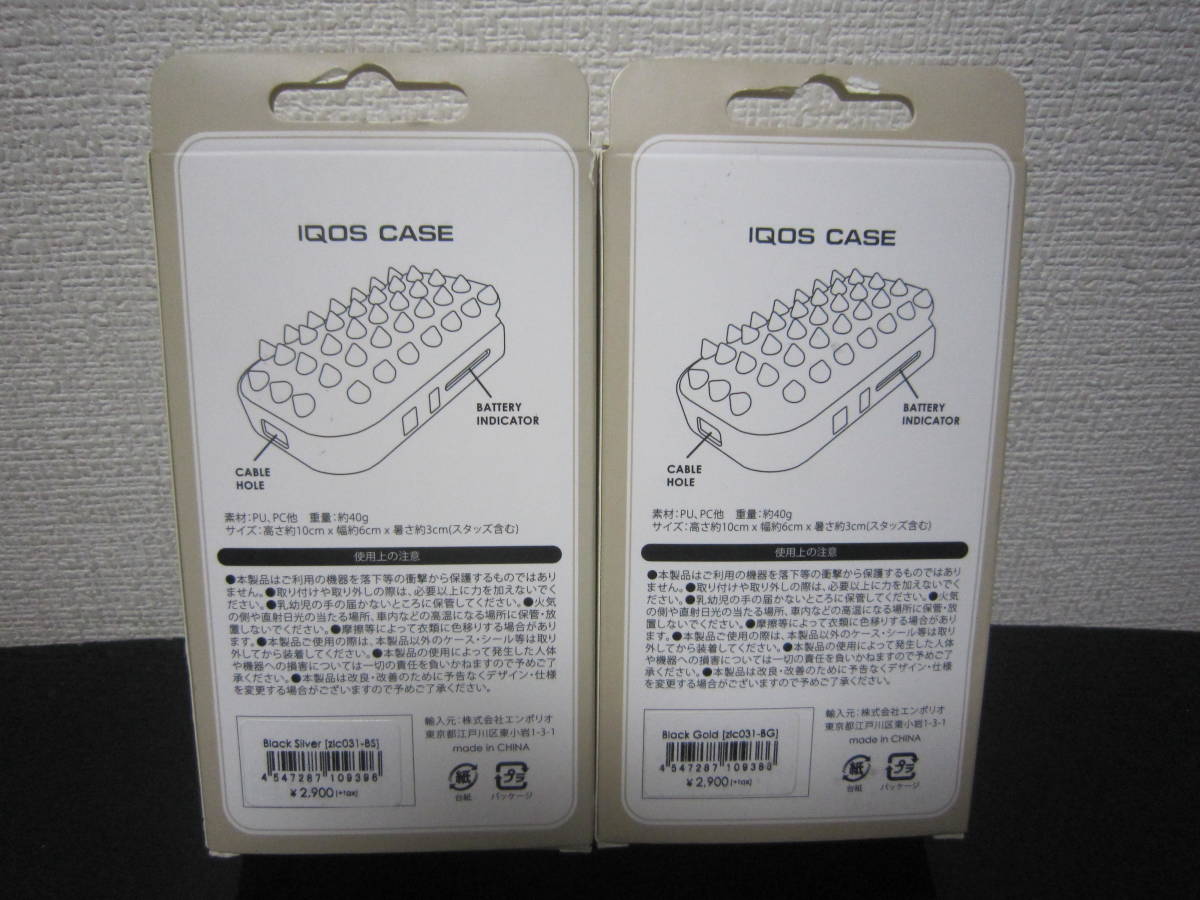 IQOS CASE
BATTERY
INDICATOR
CABLE
HOLE
素材:PU、PC他 重量:約40g
サイズ:高さ約10cm x 幅約6cm x 暑さ約3cm(スタッズ含む)
使用上の注意
●本製品はご利用の機器を落下等の衝撃から保護するものではあり
ません。●取り付けや取り外しの際は、必要以上に力を加えないでく
ださい。●乳幼児の手の届かないところに保管してください。●火気
の側や直射日光の当たる場所、車内などの高温になる場所に保管・放
置しないでください。●摩擦等によって衣類に色移りする場合があり
ます。●本製品ご使用の際は、本製品以外のケース・シール等は取り
外してから装着してください。●本製品の使用によって発生した人体
や機器への損害については一切の責任を負いかねますので予めご了
承ください。●本製品は改良・改善のために予告なくデザイン・仕様
を変更する場合がございますので予めご了承ください。
Black Silver [zlc031-BS]
4 547287 109396
¥2,900 (+tax)
輸入元:株式会社エンポリオ
東京都江戸川区東小岩1-3-1
made in CHINA
紙
台紙
プラ
パッケージ
IQOS CASE
BATTERY
INDICATOR
CABLE
HOLE
素材:PU、PC他 重量:約40g
サイズ:高さ約10cm x 幅約6cm x 暑さ約3cm(スタッズ含む)
使用上の注意
●本製品はご利用の機器を落下等の衝撃から保護するものではあり
ません。●取り付けや取り外しの際は、必要以上に力を加えないでく
ださい。●乳幼児の手の届かないところに保管してください。●火気
の側や直射日光の当たる場所、車内などの高温になる場所に保管・放
置しないでください。●摩擦等によって衣類に色移りする場合があり
ます。●本製品ご使用の際は、本製品以外のケース・シール等は取り
外してから装着してください。●本製品の使用によって発生した人体
や機器への損害については一切の責任を負いかねますので予めご了
承ください。●本製品は改良・改善のために予告なくデザイン・仕様
を変更する場合がございますので予めご了承ください。
Black Gold [zlc031-BG]
4 547287 109380
¥2,900 (+tax)
輸入元:株式会社エンポリオ
東京都江戸川区東小岩1-3-1
made in CHINA
紙
台紙
プラ
パッケージ